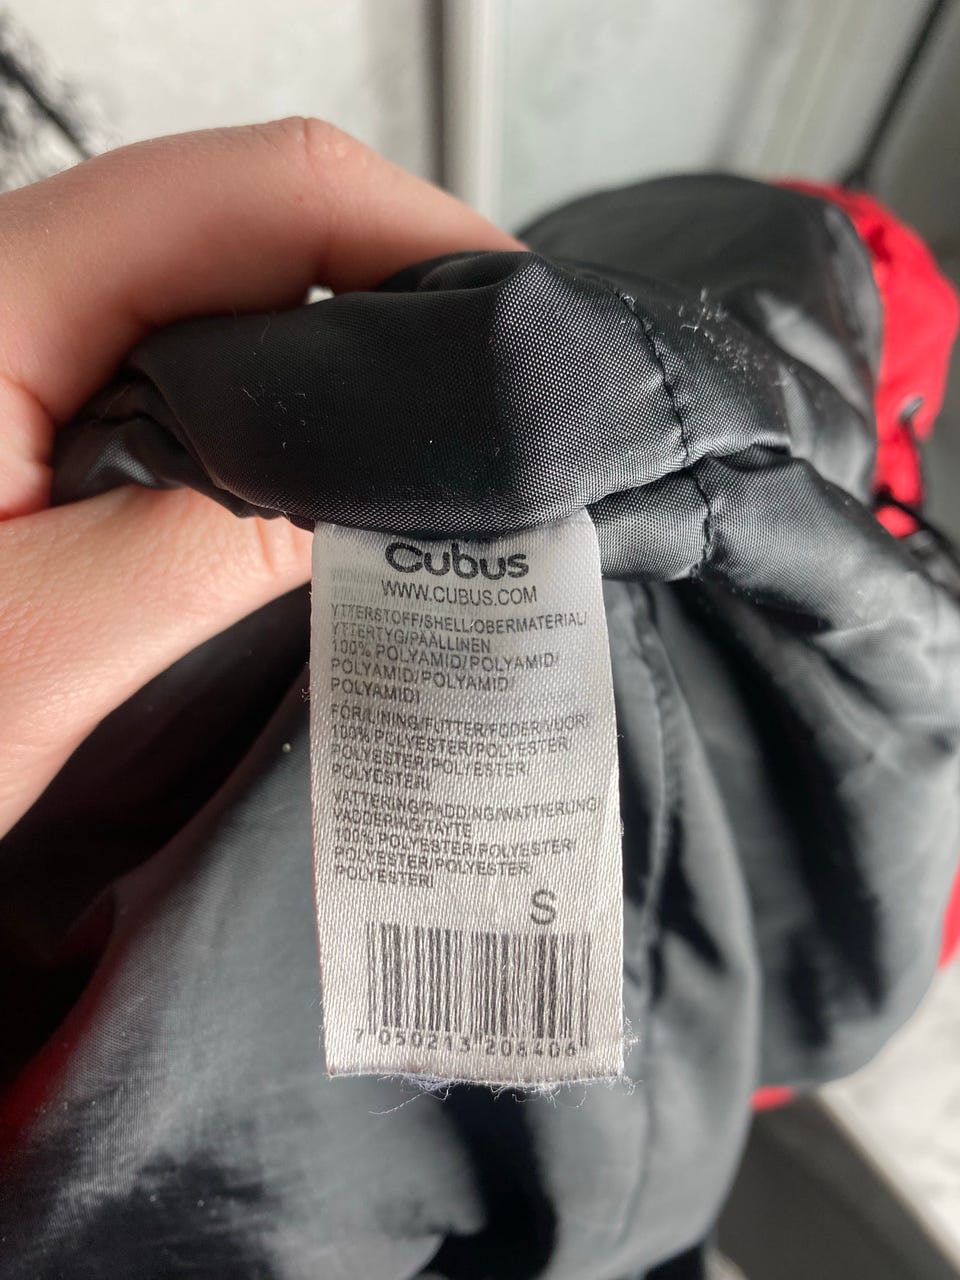 Cubus
WWW.CUBUS.COM
YTTERSTOFF/SHELL/OBERMATERIAL/
YTTERTYG/PÄÄLLINEN
100% POLYAMID/POLYAMID/
POLYAMID/POLYAMID/
POLYAMIDI
FÔR/LINING/FUTTER/FODER/VUORI
100% POLYESTER/POLYESTER/
POLYESTER/POLYESTER/
POLYESTERI
VATTERING/PADDING/WATTIERUNG/
VADDERING/TÄYTE
100% POLYESTER/POLYESTER/
POLYESTER/POLYESTER
POLYESTERI
S
7 050213 206406